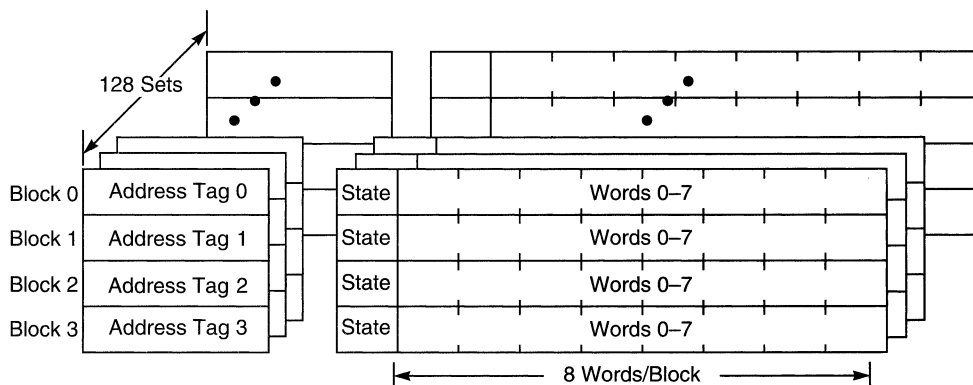 128 Sets
Block 0 Address Tag 0 State Words 0–7
Block 1 Address Tag 1 State Words 0–7
Block 2 Address Tag 2 State Words 0–7
Block 3 Address Tag 3 State Words 0–7
8 Words/Block